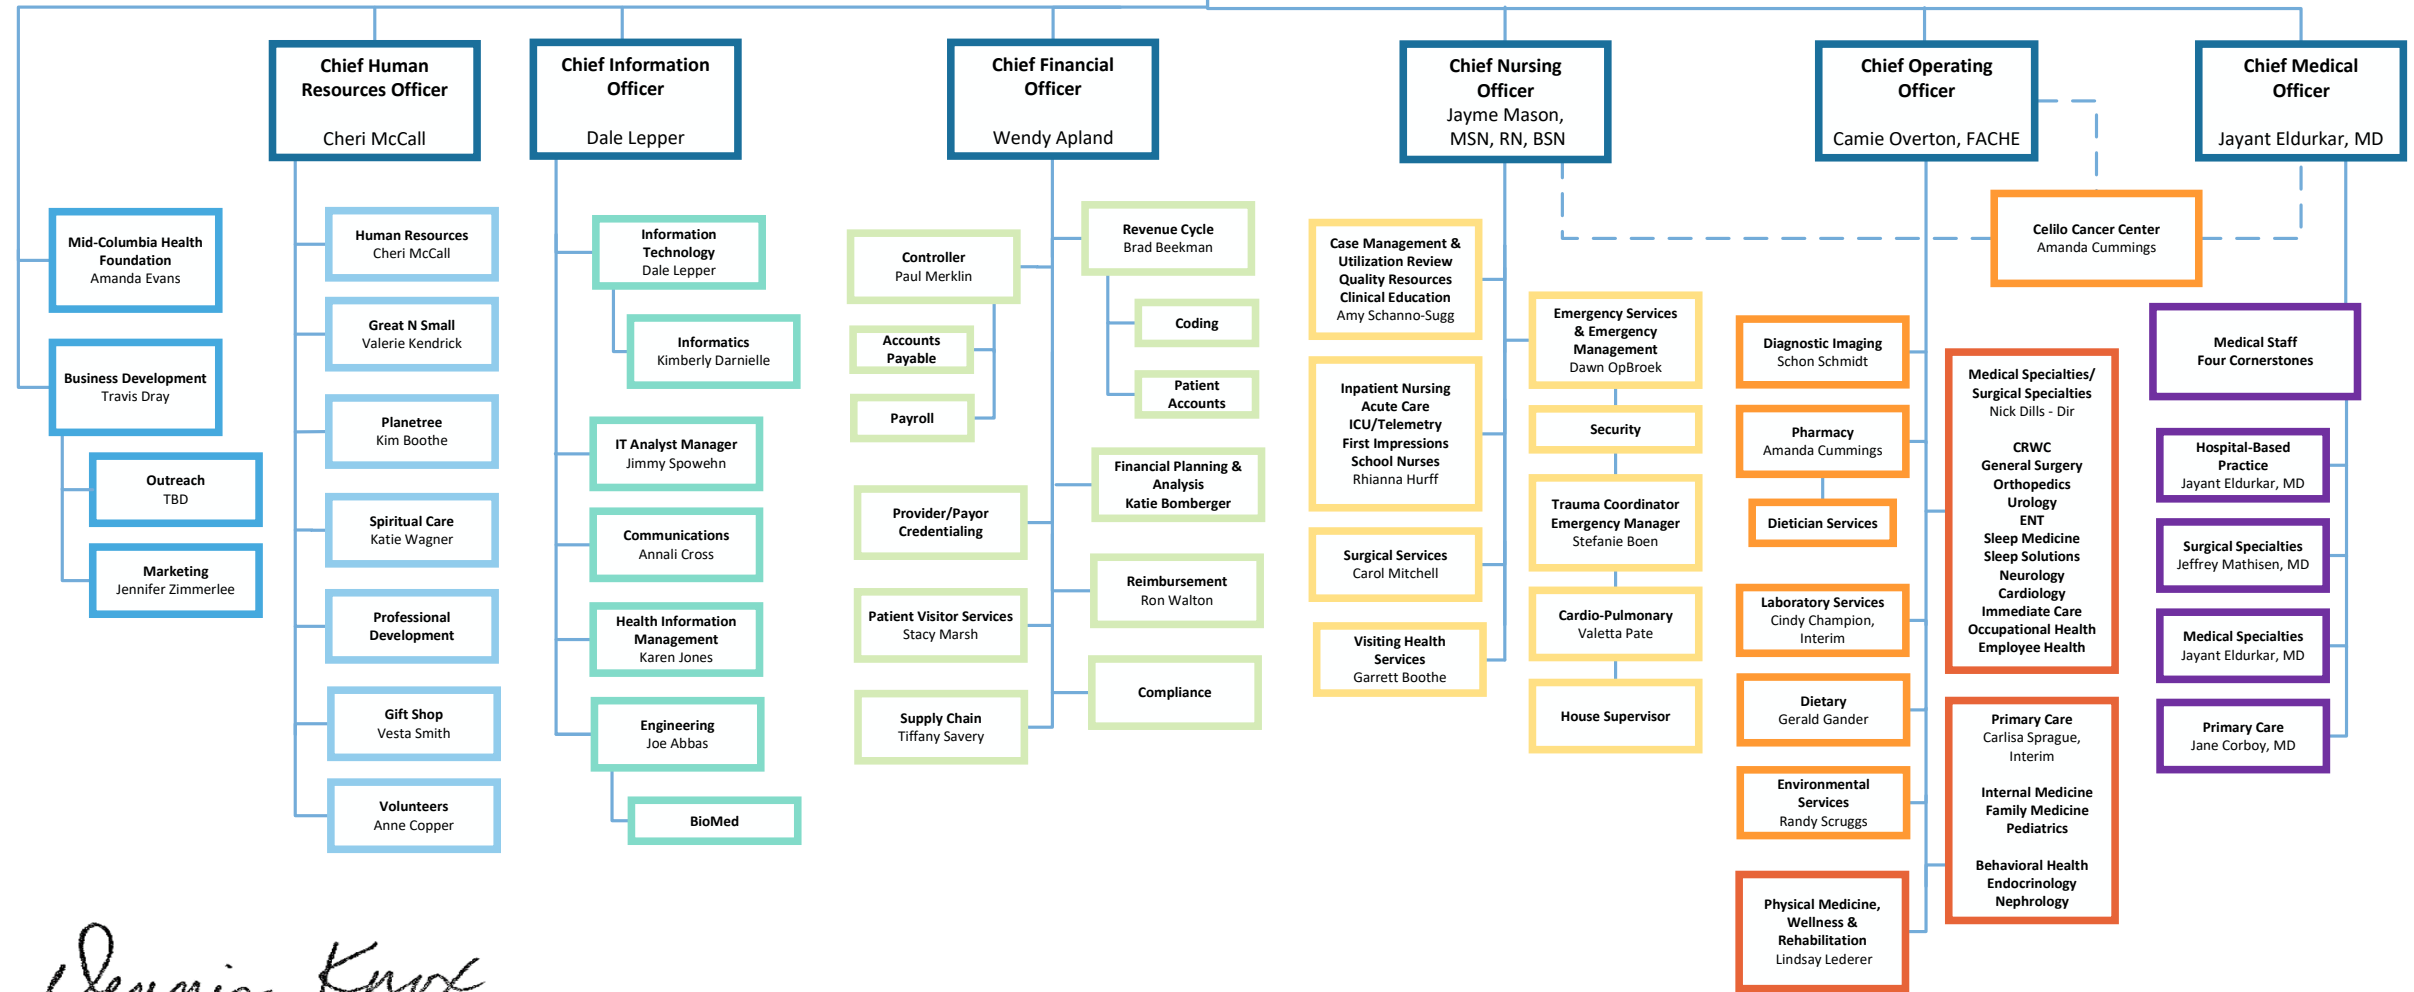 Chief Human
Resources Officer
Cheri McCall
Chief Information
Officer
Dale Lepper
Chief Financial
Officer
Wendy Apland
Chief Nursing
Officer
Jayme Mason,
MSN, RN, BSN
Chief Operating
Officer
Camie Overton, FACHE
Chief Medical
Officer
Jayant Eldurkar, MD
Mid-Columbia Health
Foundation
Amanda Evans
Business Development
Travis Dray
Outreach
TBD
Marketing
Jennifer Zimmerlee
Human Resources
Cheri McCall
Great N Small
Valerie Kendrick
Planetree
Kim Boothe
Spiritual Care
Katie Wagner
Professional
Development
Gift Shop
Vesta Smith
Volunteers
Anne Copper
Information
Technology
Dale Lepper
Informatics
Kimberly Darnielle
IT Analyst Manager
Jimmy Spowehn
Communications
Annali Cross
Health Information
Management
Karen Jones
Engineering
Joe Abbas
BioMed
Controller
Paul Merklin
Accounts
Payable
Payroll
Provider/Payor
Credentialing
Patient Visitor Services
Stacy Marsh
Supply Chain
Tiffany Savery
Revenue Cycle
Brad Beekman
Coding
Patient
Accounts
Financial Planning &
Analysis
Katie Bomberger
Reimbursement
Ron Walton
Compliance
Case Management &
Utilization Review
Quality Resources
Clinical Education
Amy Schanno-Sugg
Inpatient Nursing
Acute Care
ICU/Telemetry
First Impressions
School Nurses
Rhianna Hurff
Surgical Services
Carol Mitchell
Visiting Health
Services
Garrett Boothe
Emergency Services
& Emergency
Management
Dawn OpBroek
Security
Trauma Coordinator
Emergency Manager
Stefanie Boen
Cardio-Pulmonary
Valetta Pate
House Supervisor
Celilo Cancer Center
Amanda Cummings
Diagnostic Imaging
Schon Schmidt
Pharmacy
Amanda Cummings
Dietician Services
Laboratory Services
Cindy Champion,
Interim
Dietary
Gerald Gander
Environmental
Services
Randy Scruggs
Physical Medicine,
Wellness &
Rehabilitation
Lindsay Lederer
Medical Specialties/
Surgical Specialties
Nick Dills - Dir
CRWC
General Surgery
Orthopedics
Urology
ENT
Sleep Medicine
Sleep Solutions
Neurology
Cardiology
Immediate Care
Occupational Health
Employee Health
Primary Care
Carlisa Sprague,
Interim
Internal Medicine
Family Medicine
Pediatrics
Behavioral Health
Endocrinology
Nephrology
Medical Staff
Four Cornerstones
Hospital-Based
Practice
Jayant Eldurkar, MD
Surgical Specialties
Jeffrey Mathisen, MD
Medical Specialties
Jayant Eldurkar, MD
Primary Care
Jane Corboy, MD
Dennis Knox